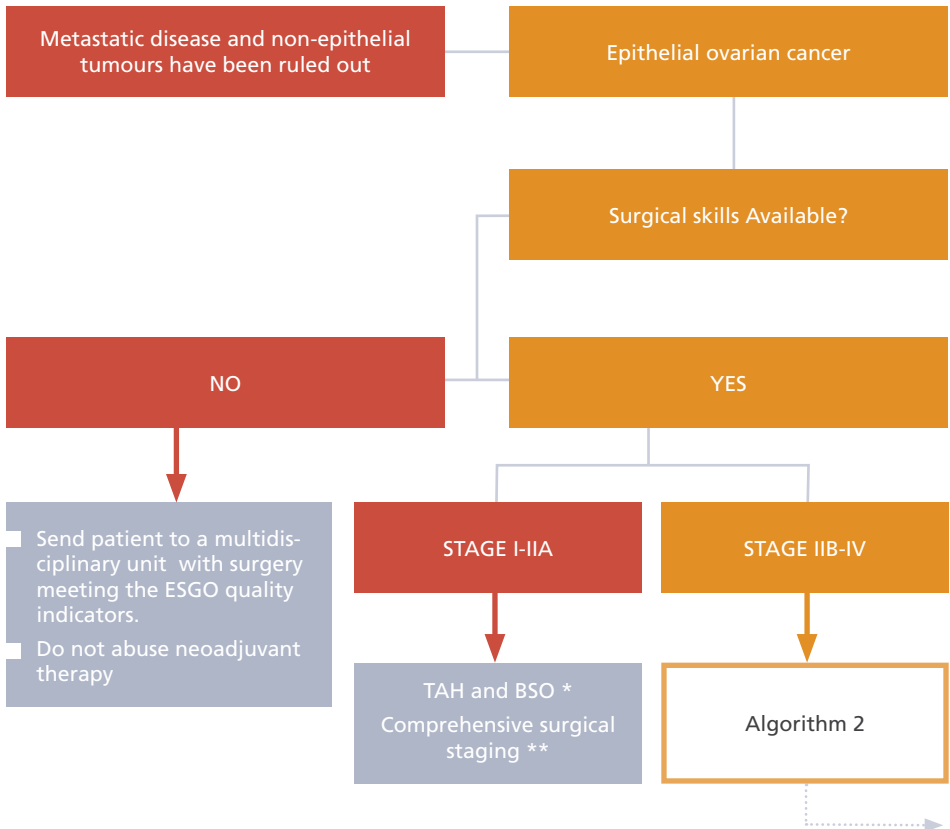 Metastatic disease and non-epithelial
tumours have been ruled out
Epithelial ovarian cancer
Surgical skills Available?
NO
YES
Send patient to a multidis-
ciplinary unit with surgery
meeting the ESGO quality
indicators.
Do not abuse neoadjuvant
therapy
STAGE I-IIA
STAGE IIB-IV
TAH and BSO *
Comprehensive surgical
staging **
Algorithm 2